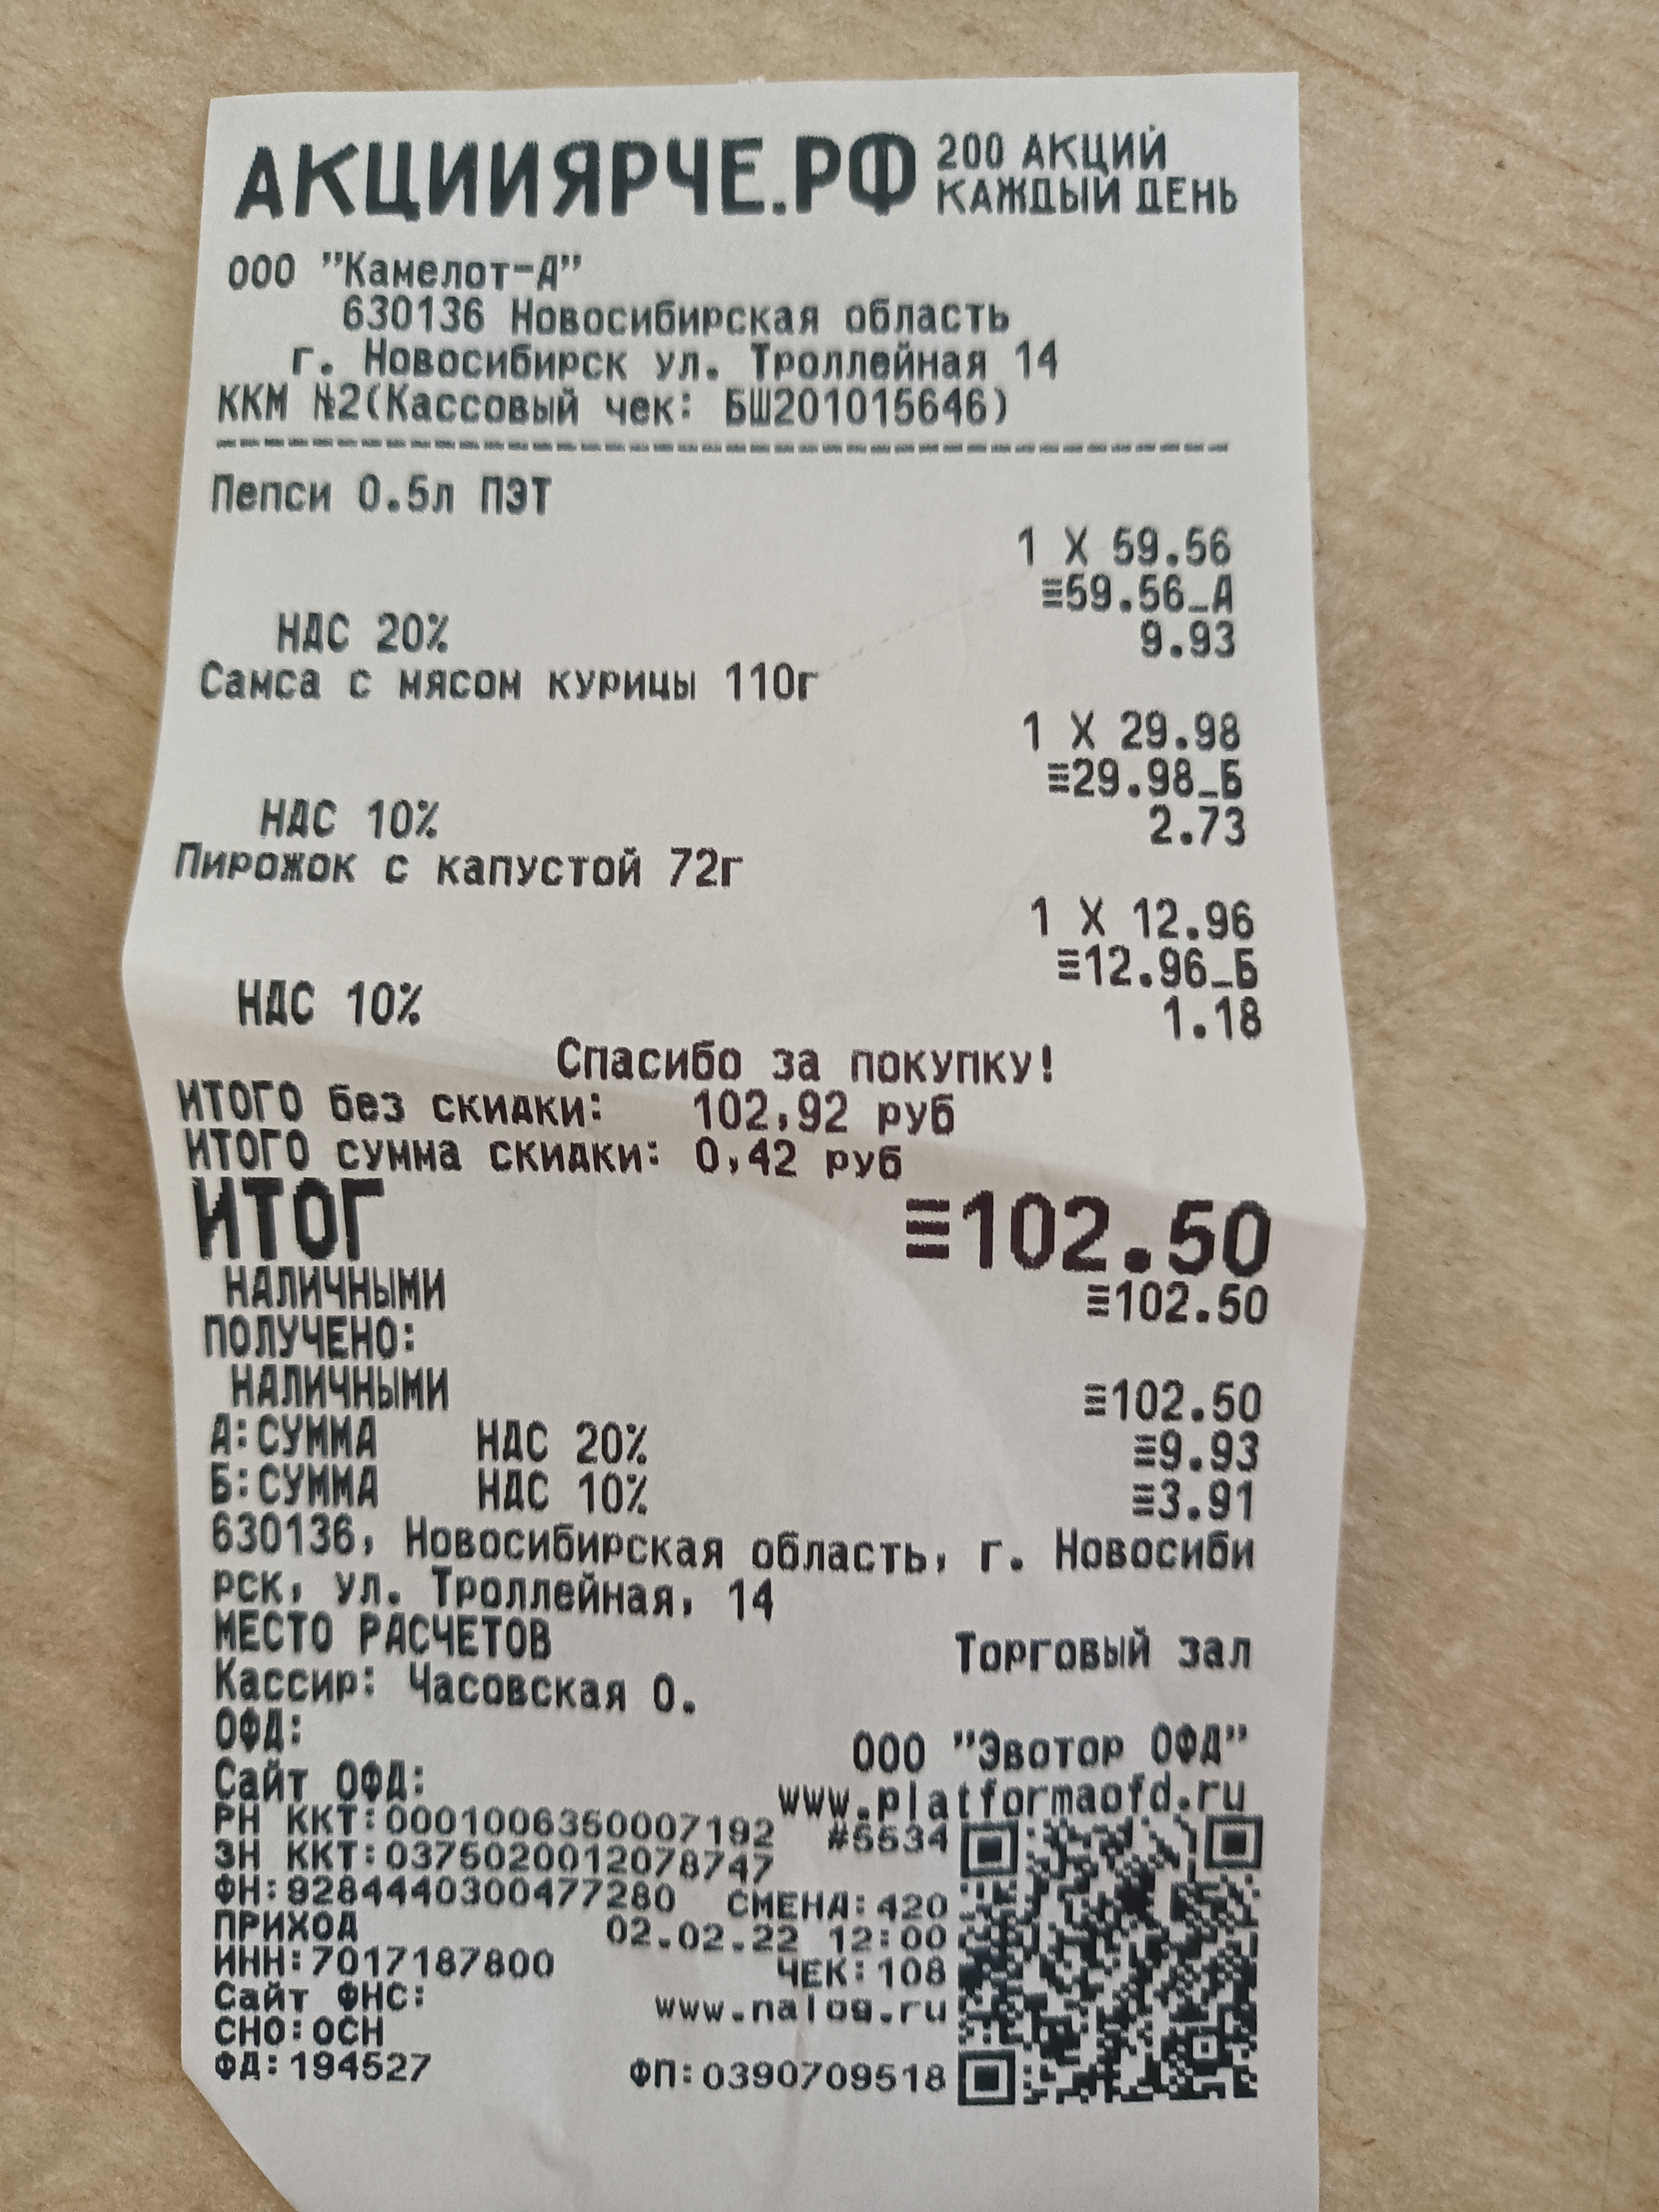 АКЦИИЯРЧЕ.РФ 200 АКЦИЙ КАЖДЫЙ ДЕНЬ
ООО "Камелот-А"
630136 Новосибирская область
г. Новосибирск ул. Троллейная 14
ККМ №2(Кассовый чек: БШ201015646)
Пепси 0.5л ПЭТ
1 X 59.56
≡59.56_А
НДС 20% 9.93
Самса с мясом курицы 110г
1 X 29.98
≡29.98_Б
НДС 10% 2.73
Пирожок с капустой 72г
1 X 12.96
≡12.96_Б
НДС 10% 1.18
Спасибо за покупку!
ИТОГО без скидки: 102,92 руб
ИТОГО сумма скидки: 0,42 руб
ИТОГ ≡102.50
НАЛИЧНЫМИ ≡102.50
ПОЛУЧЕНО:
НАЛИЧНЫМИ ≡102.50
А:СУММА НДС 20% ≡9.93
Б:СУММА НДС 10% ≡3.91
630136, Новосибирская область, г. Новосиби
рск, ул. Троллейная, 14
МЕСТО РАСЧЕТОВ Торговый зал
Кассир: Часовская О.
ОФД: ООО "Эвотор ОФД"
Сайт ОФД: www.platformaofd.ru
РН ККТ:0001006350007192 #5534
ЗН ККТ:0375020012078747
ФН:9284440300477280 СМЕНА:420
ПРИХОД 02.02.22 12:00
ИНН:7017187800 ЧЕК:108
Сайт ФНС: www.nalog.ru
СНО:ОСН
ФД:194527 ФП:0390709518